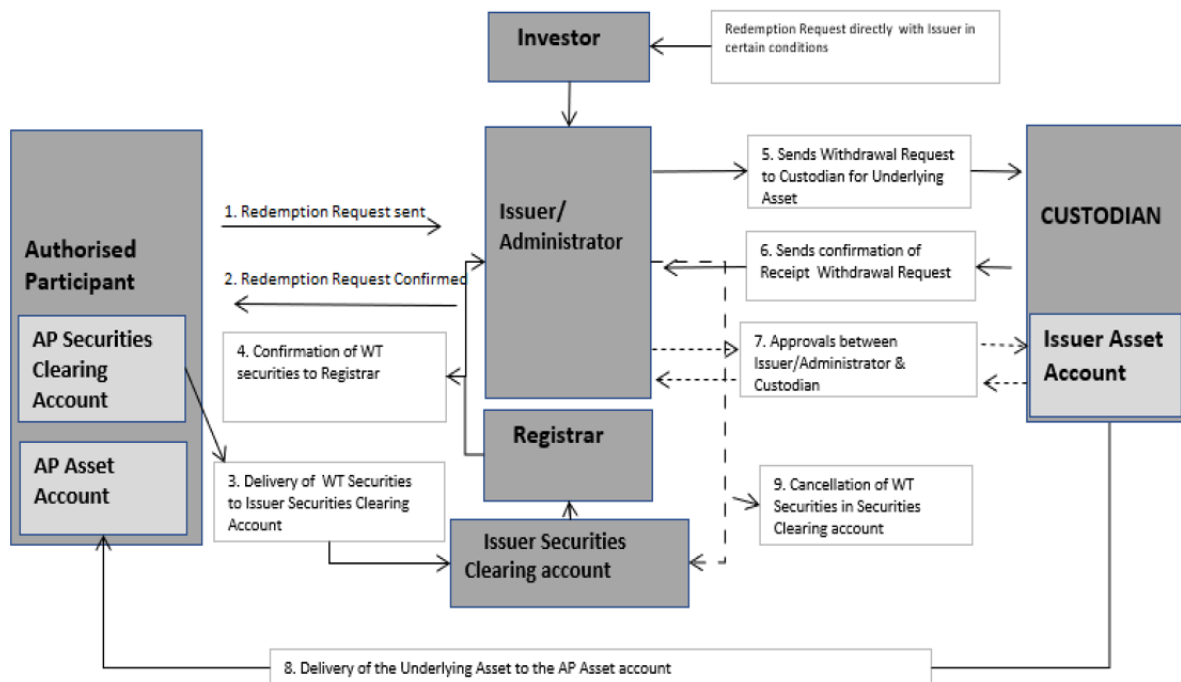 Investor
Redemption Request directly with Issuer in
certain conditions
Authorised
Participant
AP Securities
Clearing
Account
AP Asset
Account
1. Redemption Request sent
2. Redemption Request Confirmed
4. Confirmation of WT
securities to Registrar
3. Delivery of WT Securities
to Issuer Securities Clearing
Account
Issuer/
Administrator
Registrar
Issuer Securities
Clearing account
5. Sends Withdrawal Request
to Custodian for Underlying
Asset
6. Sends confirmation of
Receipt Withdrawal Request
7. Approvals between
Issuer/Administrator &
Custodian
9. Cancellation of WT
Securities in Securities
Clearing account
CUSTODIAN
Issuer Asset
Account
8. Delivery of the Underlying Asset to the AP Asset account